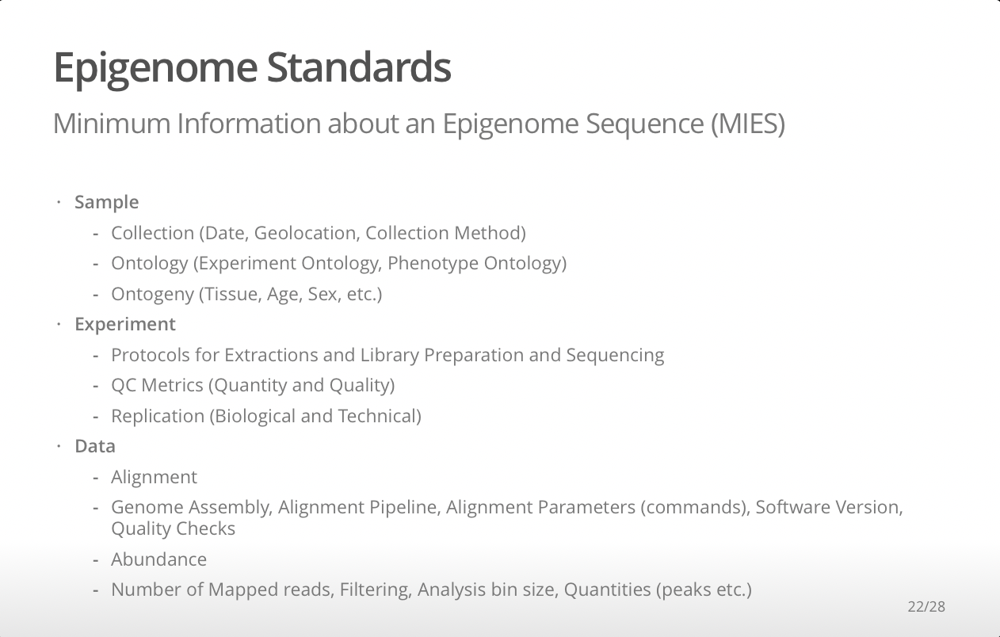 Epigenome Standards
Minimum Information about an Epigenome Sequence (MIES)
· Sample
- Collection (Date, Geolocation, Collection Method)
- Ontology (Experiment Ontology, Phenotype Ontology)
- Ontogeny (Tissue, Age, Sex, etc.)
· Experiment
- Protocols for Extractions and Library Preparation and Sequencing
- QC Metrics (Quantity and Quality)
- Replication (Biological and Technical)
· Data
- Alignment
- Genome Assembly, Alignment Pipeline, Alignment Parameters (commands), Software Version,
Quality Checks
- Abundance
- Number of Mapped reads, Filtering, Analysis bin size, Quantities (peaks etc.)
22/28